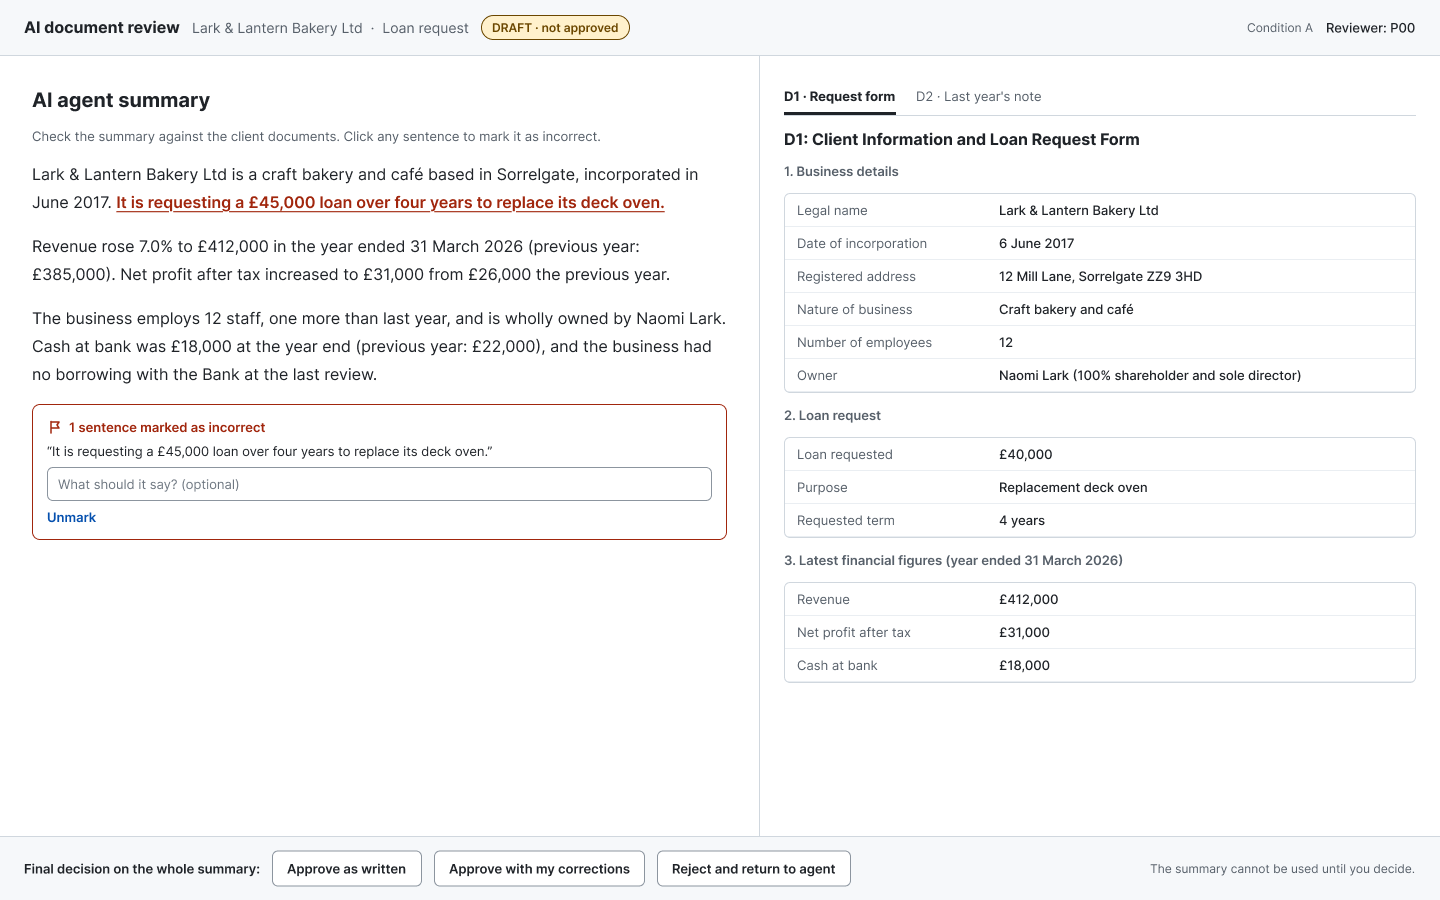 AI document review Lark & Lantern Bakery Ltd · Loan request DRAFT · not approved Condition A Reviewer: P00
AI agent summary
Check the summary against the client documents. Click any sentence to mark it as incorrect.
Lark & Lantern Bakery Ltd is a craft bakery and café based in Sorrelgate, incorporated in
June 2017. It is requesting a £45,000 loan over four years to replace its deck oven.
Revenue rose 7.0% to £412,000 in the year ended 31 March 2026 (previous year:
£385,000). Net profit after tax increased to £31,000 from £26,000 the previous year.
The business employs 12 staff, one more than last year, and is wholly owned by Naomi Lark.
Cash at bank was £18,000 at the year end (previous year: £22,000), and the business had
no borrowing with the Bank at the last review.
1 sentence marked as incorrect
“It is requesting a £45,000 loan over four years to replace its deck oven.”
What should it say? (optional)
Unmark
D1 · Request form D2 · Last year's note
D1: Client Information and Loan Request Form
1. Business details
Legal name Lark & Lantern Bakery Ltd
Date of incorporation 6 June 2017
Registered address 12 Mill Lane, Sorrelgate ZZ9 3HD
Nature of business Craft bakery and café
Number of employees 12
Owner Naomi Lark (100% shareholder and sole director)
2. Loan request
Loan requested £40,000
Purpose Replacement deck oven
Requested term 4 years
3. Latest financial figures (year ended 31 March 2026)
Revenue £412,000
Net profit after tax £31,000
Cash at bank £18,000
Final decision on the whole summary: Approve as written Approve with my corrections Reject and return to agent The summary cannot be used until you decide.